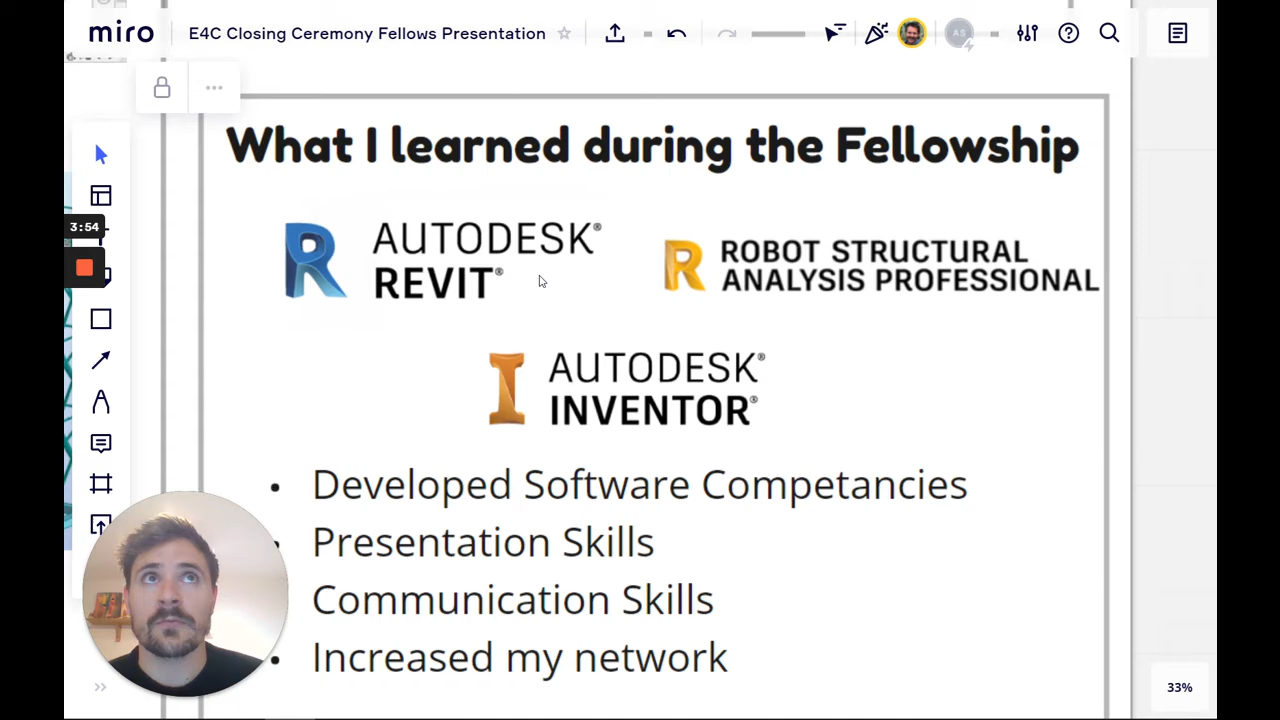 miro
E4C Closing Ceremony Fellows Presentation
AS
What I learned during the Fellowship
AUTODESK®
REVIT®
ROBOT STRUCTURAL
ANALYSIS PROFESSIONAL
3:54
AUTODESK®
INVENTOR®
• Developed Software Competancies
Presentation Skills
Communication Skills
• Increased my network
33%